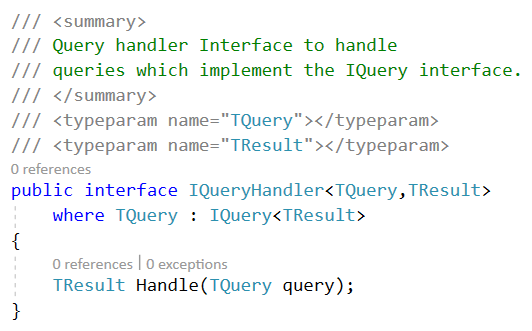 /// <summary>
/// Query handler Interface to handle
/// queries which implement the IQuery interface.
/// </summary>
/// <typeparam name="TQuery"></typeparam>
/// <typeparam name="TResult"></typeparam>
0 references
public interface IQueryHandler<TQuery,TResult>
    where TQuery : IQuery<TResult>
{
    0 references | 0 exceptions
    TResult Handle(TQuery query);
}